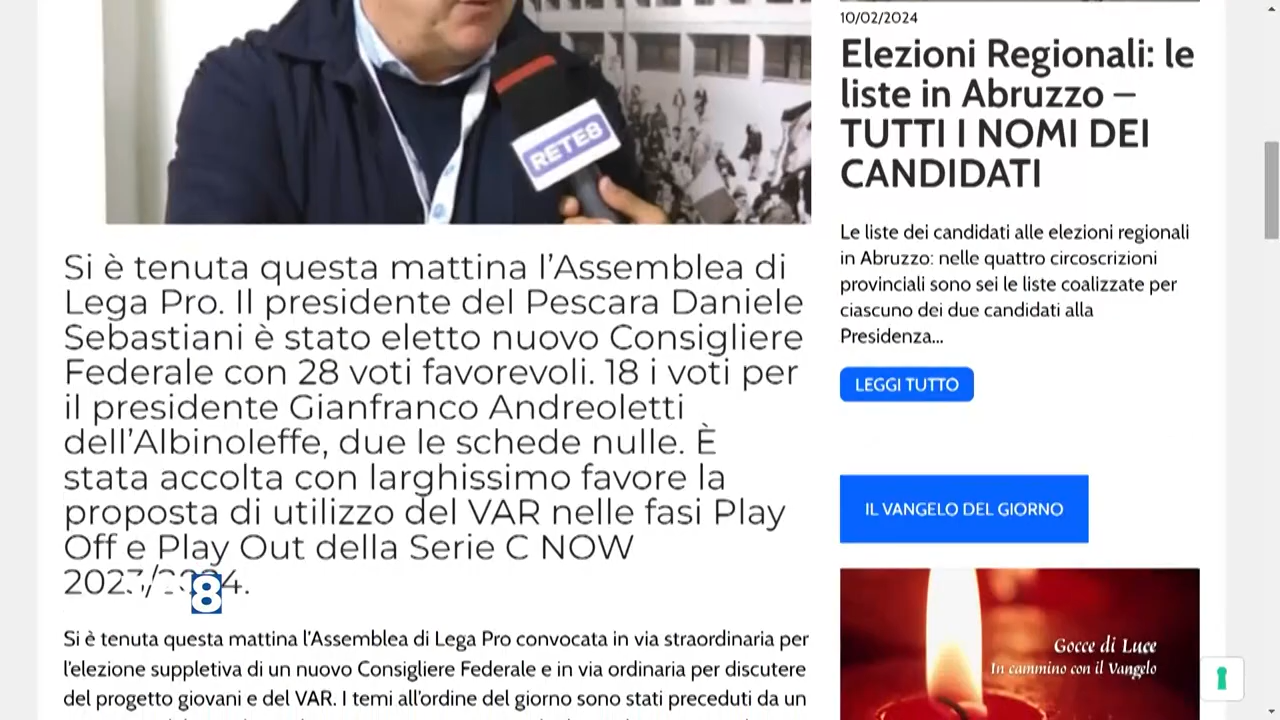 RETE8
Si è tenuta questa mattina l'Assemblea di
Lega Pro. Il presidente del Pescara Daniele
Sebastiani è stato eletto nuovo Consigliere
Federale con 28 voti favorevoli. 18 i voti per
il presidente Gianfranco Andreoletti
dell'Albinoleffe, due le schede nulle. È
stata accolta con larghissimo favore la
proposta di utilizzo del VAR nelle fasi Play
Off e Play Out della Serie C NOW
2023/2024.
8
Si è tenuta questa mattina l'Assemblea di Lega Pro convocata in via straordinaria per
l'elezione suppletiva di un nuovo Consigliere Federale e in via ordinaria per discutere
del progetto giovani e del VAR. I temi all'ordine del giorno sono stati preceduti da un
10/02/2024
Elezioni Regionali: le
liste in Abruzzo –
TUTTI I NOMI DEI
CANDIDATI
Le liste dei candidati alle elezioni regionali
in Abruzzo: nelle quattro circoscrizioni
provinciali sono sei le liste coalizzate per
ciascuno dei due candidati alla
Presidenza...
LEGGI TUTTO
IL VANGELO DEL GIORNO
Gocce di Luce
In cammino con il Vangelo